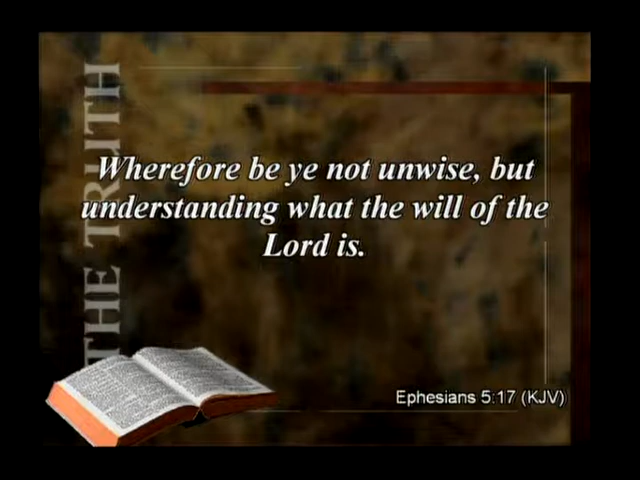 THE TRUTH
Wherefore be ye not unwise, but
understanding what the will of the
Lord is.
Ephesians 5:17 (KJV)